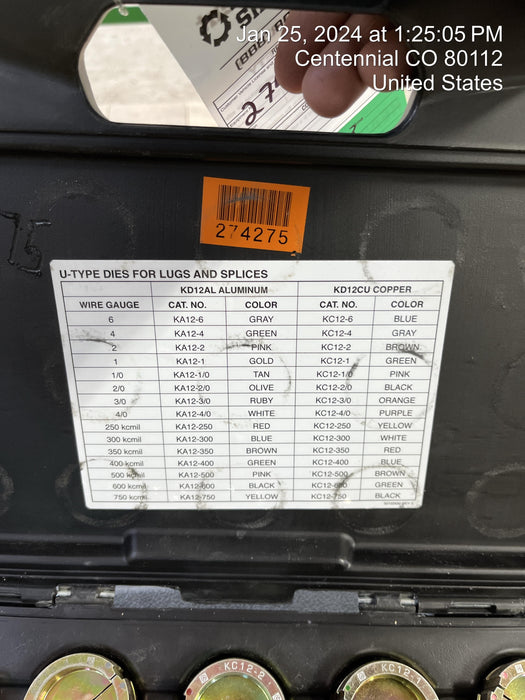 Jan 25, 2024 at 1:25:05 PM
Centennial CO 80112
United States
274275
U-TYPE DIES FOR LUGS AND SPLICES
KD12AL ALUMINUM KD12CU COPPER
WIRE GAUGE CAT. NO. COLOR CAT. NO. COLOR
6 KA12-6 GRAY KC12-6 BLUE
4 KA12-4 GREEN KC12-4 GRAY
2 KA12-2 PINK KC12-2 BROWN
1 KA12-1 GOLD KC12-1 GREEN
1/0 KA12-1/0 TAN KC12-1/0 PINK
2/0 KA12-2/0 OLIVE KC12-2/0 BLACK
3/0 KA12-3/0 RUBY KC12-3/0 ORANGE
4/0 KA12-4/0 WHITE KC12-4/0 PURPLE
250 kcmil KA12-250 RED KC12-250 YELLOW
300 kcmil KA12-300 BLUE KC12-300 WHITE
350 kcmil KA12-350 BROWN KC12-350 RED
400 kcmil KA12-400 GREEN KC12-400 BLUE
500 kcmil KA12-500 PINK KC12-500 BROWN
600 kcmil KA12-600 BLACK KC12-600 GREEN
750 kcmil KA12-750 YELLOW KC12-750 BLACK
KC12-2 KC12-1